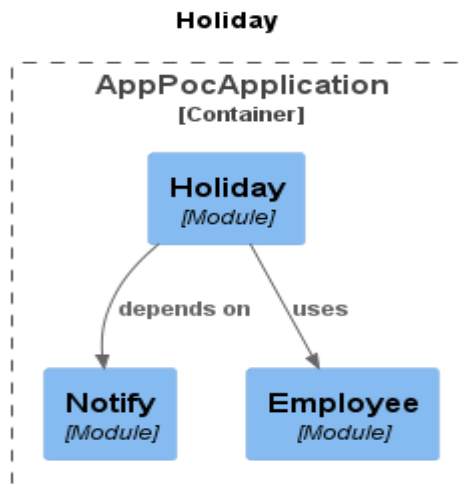 Holiday
AppPocApplication
[Container]
Holiday
[Module]
depends on
uses
Notify
[Module]
Employee
[Module]